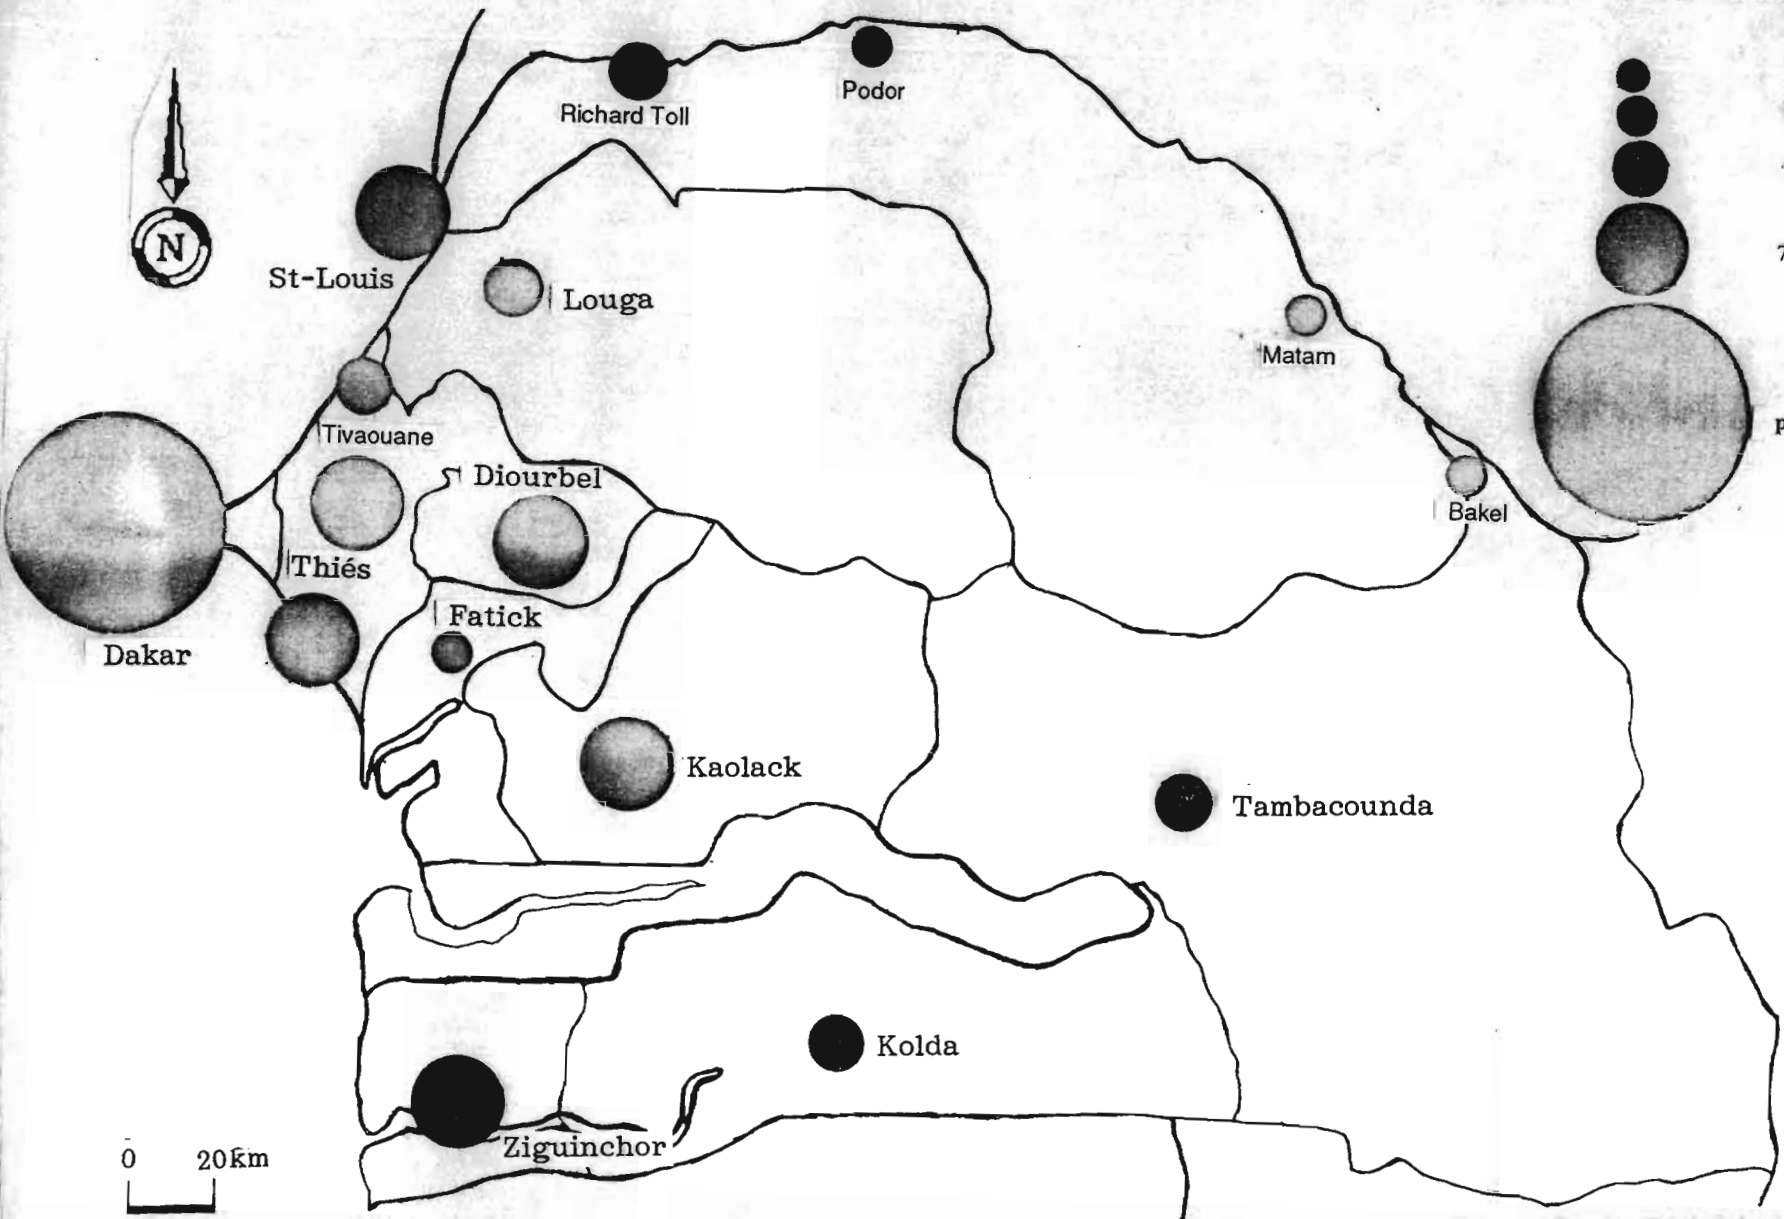 Podor
Richard Toll
N
7
St-Louis
Louga
Matam
p
Tivaouane
Diourbel
Bakel
Thiés
Fatick
Dakar
Kaolack
Tambacounda
Kolda
Ziguinchor
0 20km